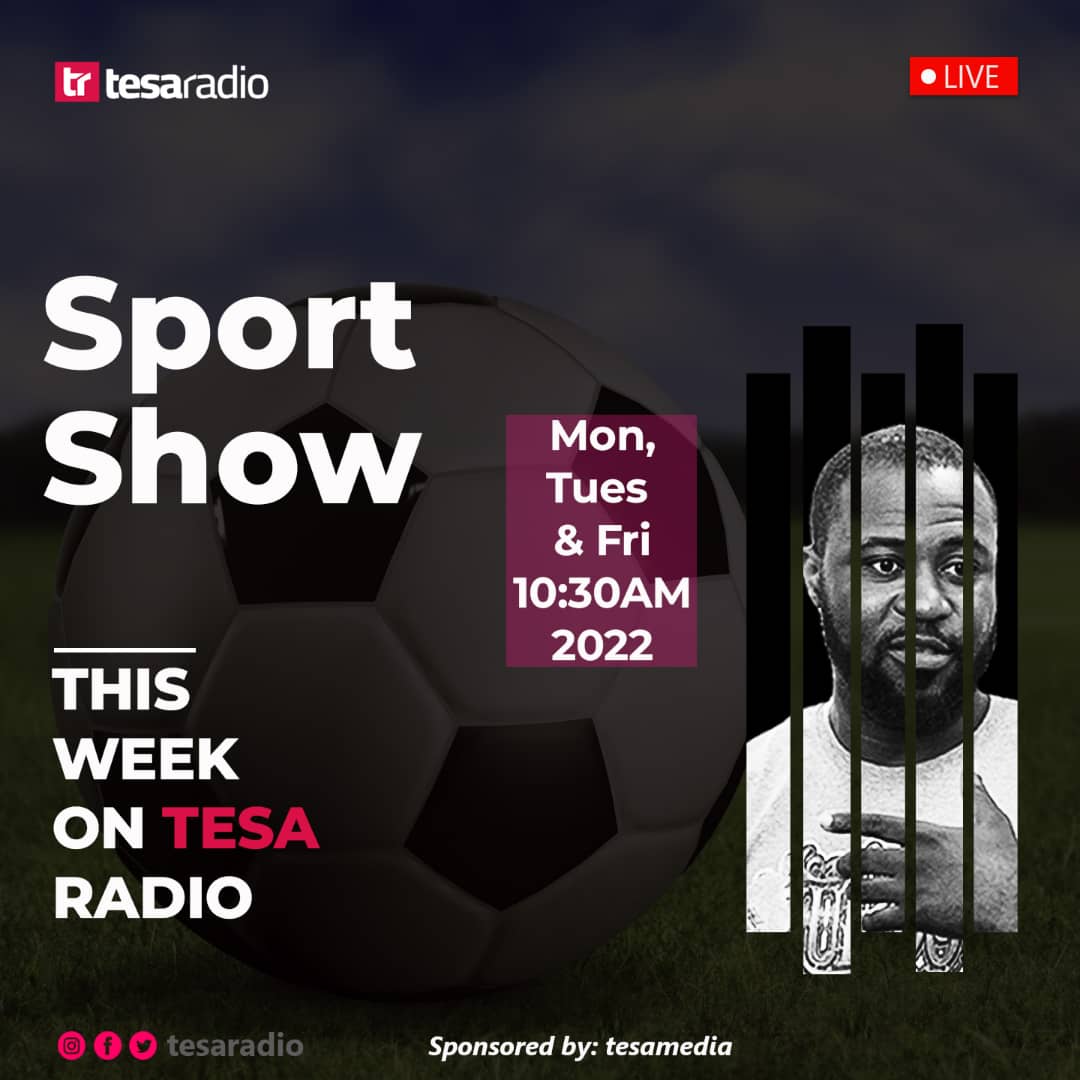 tr tesaradio
LIVE
Sport
Show
Mon,
Tues
& Fri
10:30AM
2022
THIS
WEEK
ON TESA
RADIO
tesaradio
Sponsored by: tesamedia